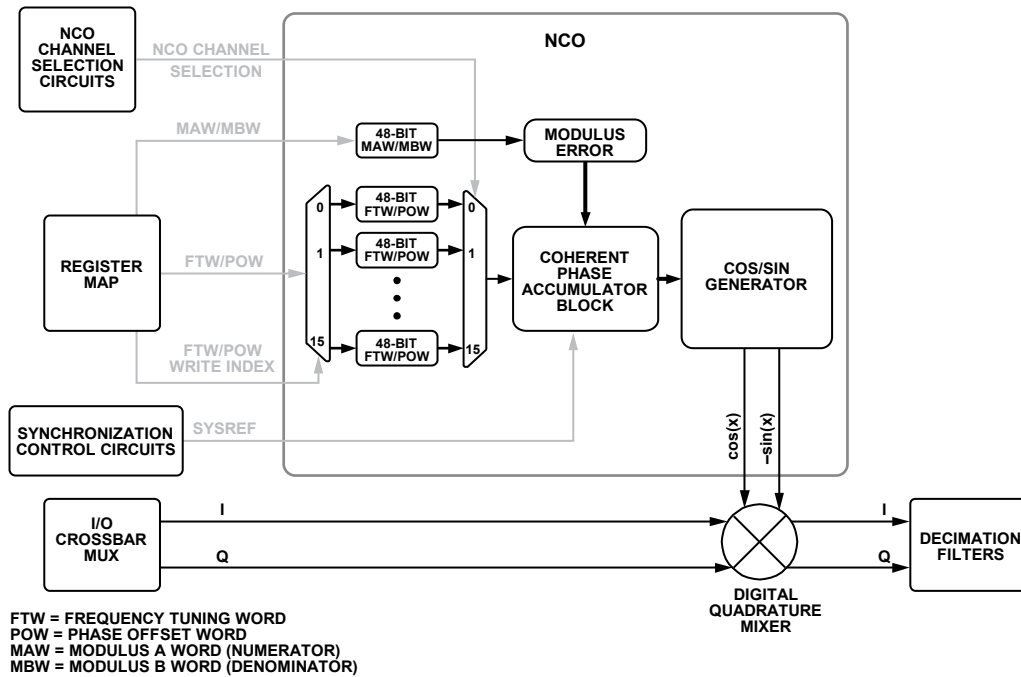 NCO
CHANNEL
SELECTION
CIRCUITS
NCO CHANNEL
SELECTION
NCO
MAW/MBW
48-BIT
MAW/MBW
MODULUS
ERROR
REGISTER
MAP
FTW/POW
FTW/POW
WRITE INDEX
0
1
15
48-BIT
FTW/POW
48-BIT
FTW/POW
48-BIT
FTW/POW
0
1
15
COHERENT
PHASE
ACCUMULATOR
BLOCK
COS/SIN
GENERATOR
SYNCHRONIZATION
CONTROL CIRCUITS
SYSREF
cos(x)
–sin(x)
I/O
CROSSBAR
MUX
I
Q
DIGITAL
QUADRATURE
MIXER
I
Q
DECIMATION
FILTERS
FTW = FREQUENCY TUNING WORD
POW = PHASE OFFSET WORD
MAW = MODULUS A WORD (NUMERATOR)
MBW = MODULUS B WORD (DENOMINATOR)